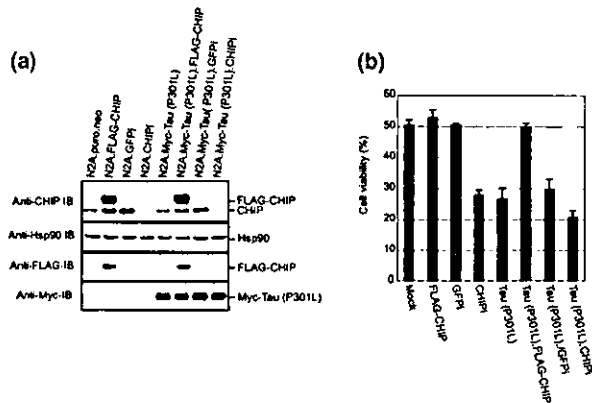 (a)
N2A.puro.neo
N2A.FLAG-CHIP
N2A.GFPi
N2A.CHIPi
N2A.Myc-Tau (P301L)
N2A.Myc-Tau (P301L).FLAG-CHIP
N2A.Myc-Tau( P301L).GFPi
N2A.Myc-Tau (P301L).CHIPi
Anti-CHIP IB
FLAG-CHIP
CHIP
Anti-Hsp90 IB
Hsp90
Anti-FLAG-IB
FLAG-CHIP
Anti-Myc-IB
Myc-Tau (P301L)
(b)
Cell viability (%)
60
50
40
30
20
10
0
Mock
FLAG-CHIP
GFPi
CHIPi
Tau (P301L)
Tau (P301L).FLAG-CHIP
Tau (P301L)./GFPi
Tau (P301L).CHIPi